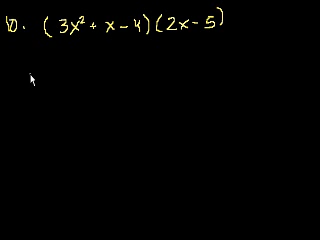 10. (3x² + x - 4)(2x - 5)